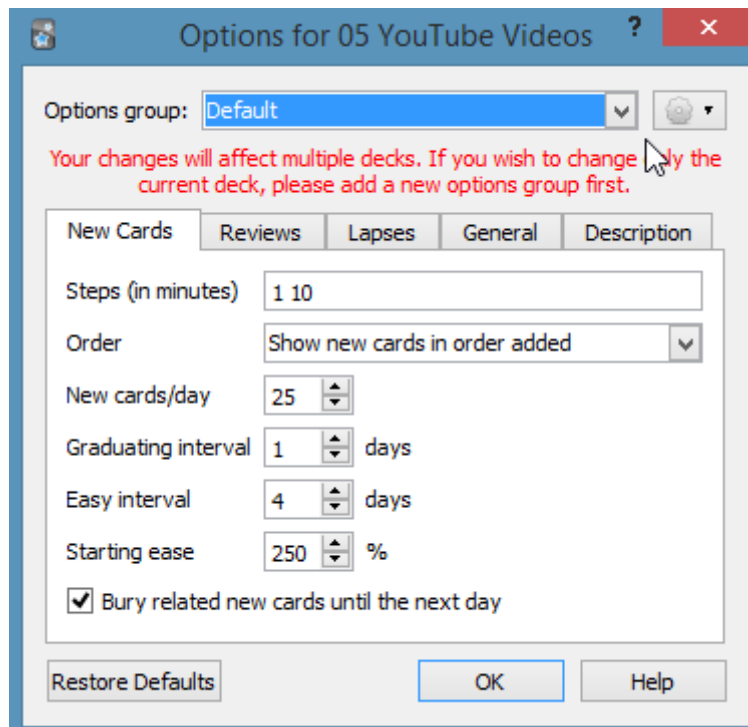 Options for 05 YouTube Videos ? ×
Options group: Default
Your changes will affect multiple decks. If you wish to change the
current deck, please add a new options group first.
New Cards Reviews Lapses General Description
Steps (in minutes) 1 10
Order Show new cards in order added
New cards/day 25
Graduating interval 1 days
Easy interval 4 days
Starting ease 250 %
Bury related new cards until the next day
Restore Defaults OK Help